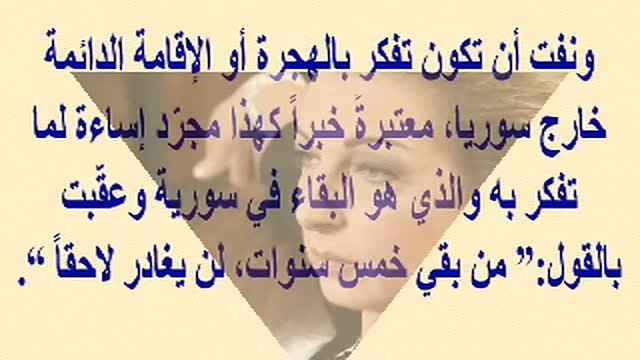 ونفت أن تكون تفكر بالهجرة أو الإقامة الدائمة
خارج سوريا، معتبرةً خبراً كهذا مجرّد إساءة لما
تفكر به والذي هو البقاء في سورية وعقّبت
بالقول:” من بقي خمس سنوات، لن يغادر لاحقاً “.